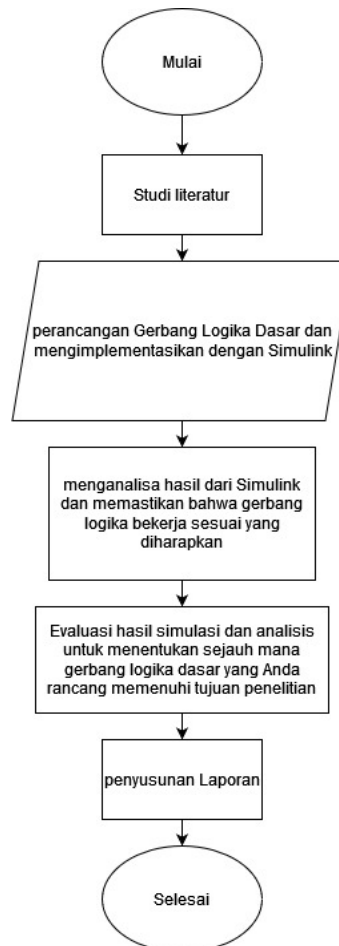 Mulai
Studi literatur
perancangan Gerbang Logika Dasar dan
mengimplementasikan dengan Simulink
menganalisa hasil dari Simulink
dan memastikan bahwa gerbang
logika bekerja sesuai yang
diharapkan
Evaluasi hasil simulasi dan analisis
untuk menentukan sejauh mana
gerbang logika dasar yang Anda
rancang memenuhi tujuan penelitian
penyusunan Laporan
Selesai